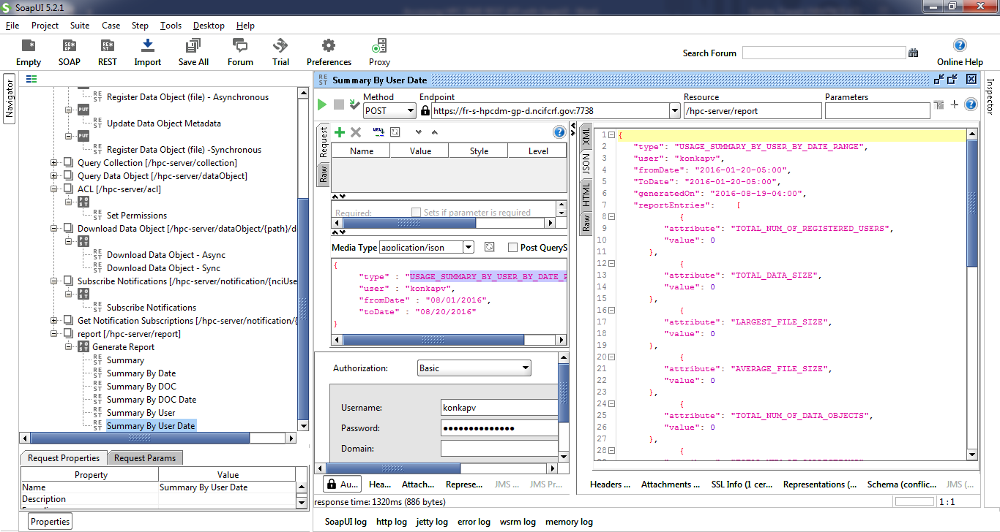 SoapUI 5.2.1
File Project Suite Case Step Tools Desktop Help
Empty SOAP REST Import Save All Forum Trial Preferences Proxy
Search Forum
Online Help
Navigator
Register Data Object (file) - Asynchronous
PUT
Update Data Object Metadata
PUT
Register Data Object (file) -Synchronous
Query Collection [/hpc-server/collection]
Query Data Object [/hpc-server/dataObject]
ACL [/hpc-server/acl]
POST
Set Permissions
Download Data Object [/hpc-server/dataObject/{path}/d
POST
Download Data Object - Async
Download Data Object - Sync
Subscribe Notifications [/hpc-server/notification/{nciUse
POST
Subscribe Notifications
Get Notification Subscriptions [/hpc-server/notification/{
report [/hpc-server/report]
POST Generate Report
REST Summary
REST Summary By Date
REST Summary By DOC
REST Summary By DOC Date
REST Summary By User
REST Summary By User Date
Request Properties Request Params
Property Value
Name Summary By User Date
Description
Properties
REST Summary By User Date
Method Endpoint Resource Parameters
POST https://fr-s-hpcdm-gp-d.ncifcrf.gov:7738 /hpc-server/report
Request
Raw
Name Value Style Level
Required: Sets if parameter is required
Media Type application/json Post QueryS
{
"type" : "USAGE_SUMMARY_BY_USER_BY_DATE_R
"user" : "konkapv",
"fromDate" : "08/01/2016",
"toDate" : "08/20/2016"
}
Authorization: Basic
Username: konkapv
Password: ••••••••••••••
Domain:
Au... Hea... Attach... Represe... JMS ... JMS Pr...
response time: 1320ms (886 bytes)
SoapUI log http log jetty log error log wsrm log memory log
XML
JSON
HTML
Raw
1 {
2 "type": "USAGE_SUMMARY_BY_USER_BY_DATE_RANGE",
3 "user": "konkapv",
4 "fromDate": "2016-01-20-05:00",
5 "ToDate": "2016-01-20-05:00",
6 "generatedOn": "2016-08-19-04:00",
7 "reportEntries": [
8 {
9 "attribute": "TOTAL_NUM_OF_REGISTERED_USERS",
10 "value": 0
11 },
12 {
13 "attribute": "TOTAL_DATA_SIZE",
14 "value": 0
15 },
16 {
17 "attribute": "LARGEST_FILE_SIZE",
18 "value": 0
19 },
20 {
21 "attribute": "AVERAGE_FILE_SIZE",
22 "value": 0
23 },
24 {
25 "attribute": "TOTAL_NUM_OF_DATA_OBJECTS",
26 "value": 0
27 },
28 {
Headers ... Attachments ... SSL Info (1 cer... Representations (... Schema (conflic... JMS (...
1 : 1
Inspector